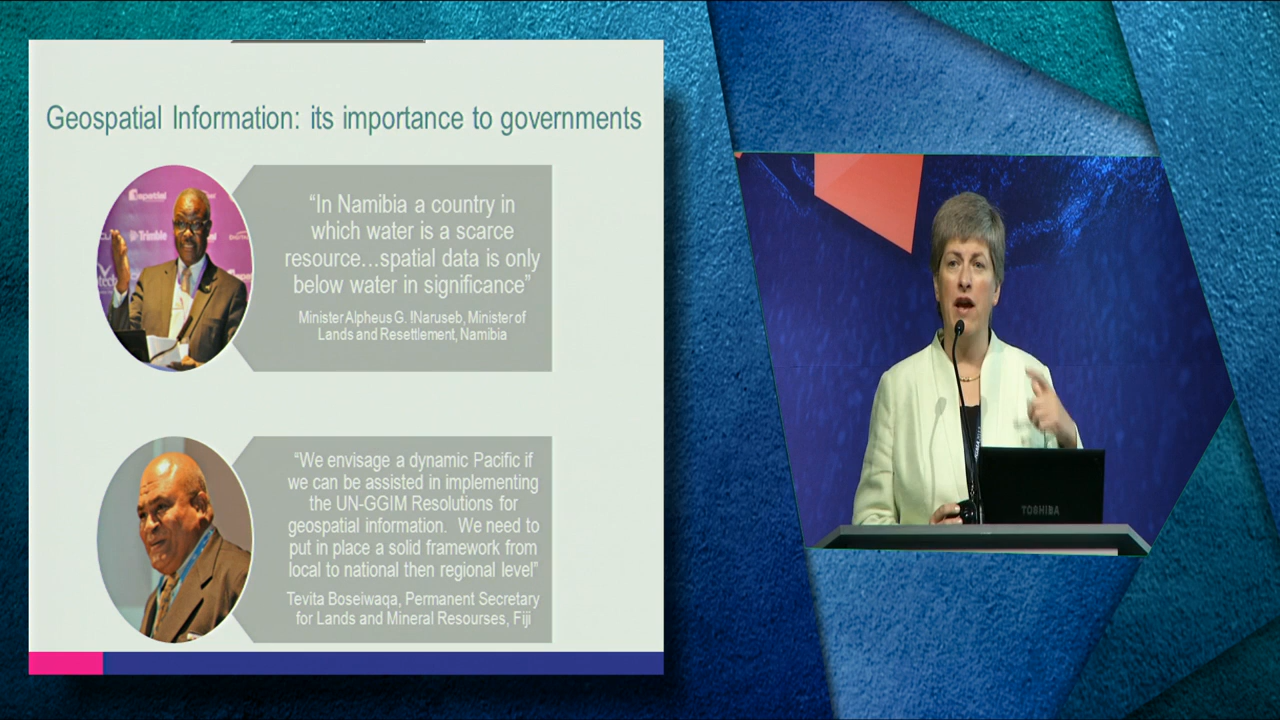 Geospatial Information: its importance to governments
“In Namibia a country in
which water is a scarce
resource…spatial data is only
below water in significance”
Minister Alpheus G. !Naruseb, Minister of
Lands and Resettlement, Namibia
“We envisage a dynamic Pacific if
we can be assisted in implementing
the UN-GGIM Resolutions for
geospatial information. We need to
put in place a solid framework from
local to national then regional level”
Tevita Boseiwaqa, Permanent Secretary
for Lands and Mineral Resourses, Fiji
Trimble
TOSHIBA